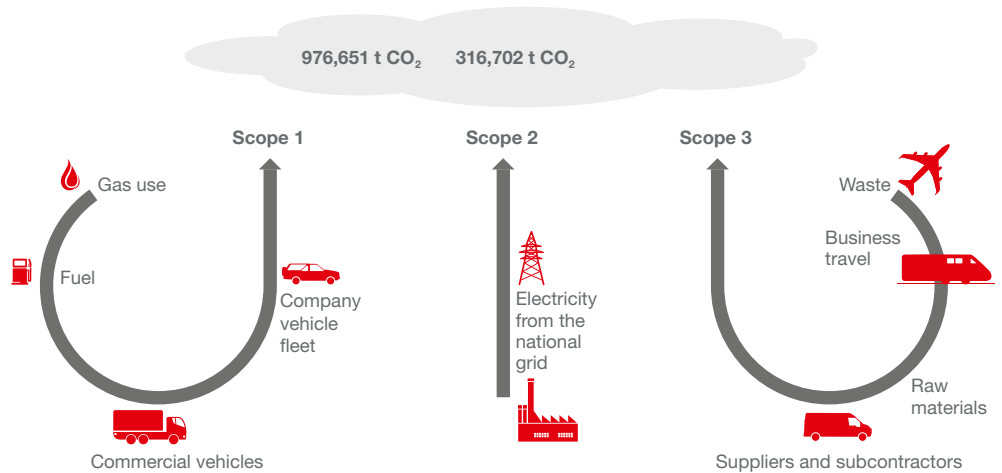 976,651 t CO₂ 316,702 t CO₂
Scope 1
Scope 2
Scope 3
Gas use
Fuel
Company
vehicle
fleet
Commercial vehicles
Electricity
from the
national
grid
Waste
Business
travel
Raw
materials
Suppliers and subcontractors